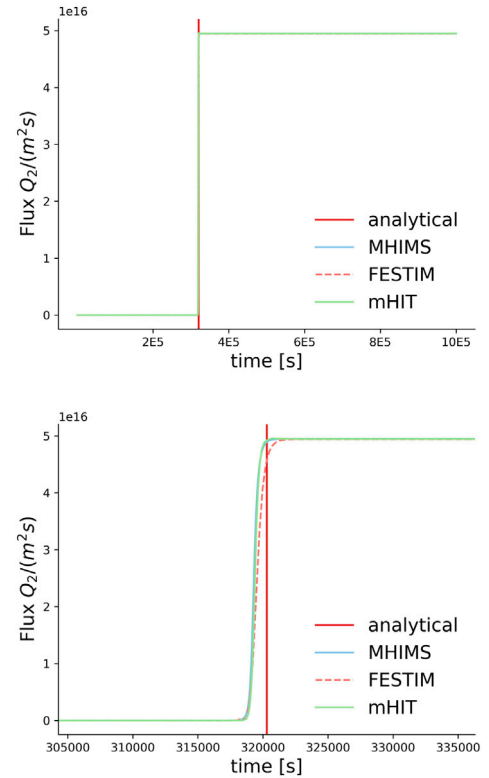 1e16
5
4
3
2
1
0
Flux Q₂/(m²s)
analytical
MHIMS
FESTIM
mHIT
2E5 4E5 6E5 8E5 10E5
time [s]
1e16
5
4
3
2
1
0
Flux Q₂/(m²s)
analytical
MHIMS
FESTIM
mHIT
305000 310000 315000 320000 325000 330000 335000
time [s]